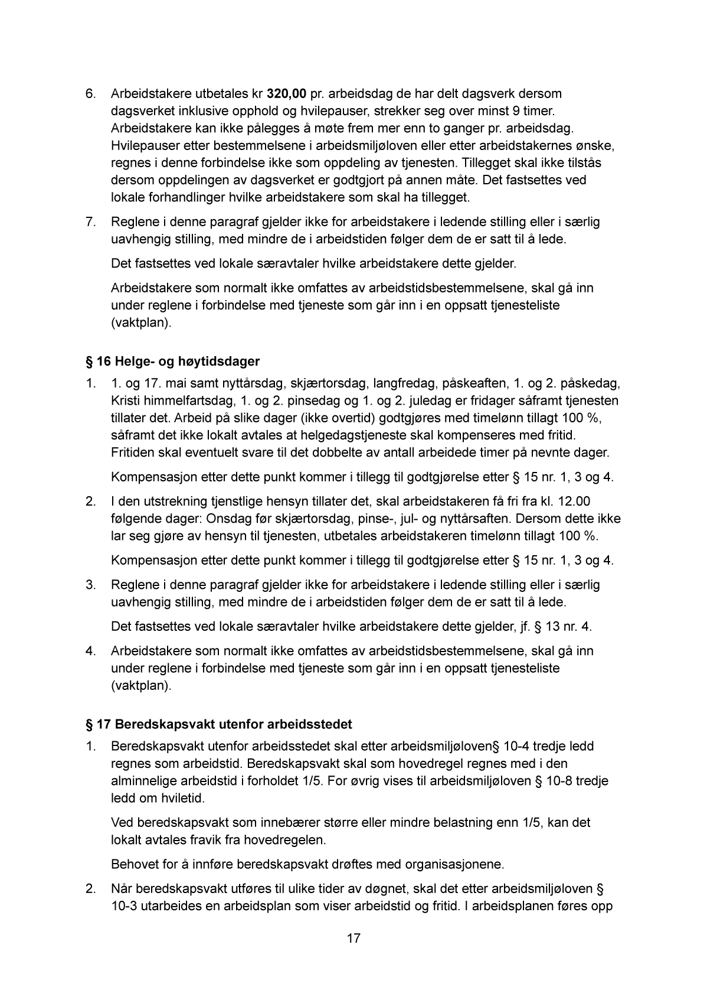 6. Arbeidstakere utbetales kr 320,00 pr. arbeidsdag de har delt dagsverk dersom
dagsverket inklusive opphold og hvilepauser, strekker seg over minst 9 timer.
Arbeidstakere kan ikke pålegges å møte frem mer enn to ganger pr. arbeidsdag.
Hvilepauser etter bestemmelsene i arbeidsmiljøloven eller etter arbeidstakernes ønske,
regnes i denne forbindelse ikke som oppdeling av tjenesten. Tillegget skal ikke tilstås
dersom oppdelingen av dagsverket er godtgjort på annen måte. Det fastsettes ved
lokale forhandlinger hvilke arbeidstakere som skal ha tillegget.
7. Reglene i denne paragraf gjelder ikke for arbeidstakere i ledende stilling eller i særlig
uavhengig stilling, med mindre de i arbeidstiden følger dem de er satt til å lede.
Det fastsettes ved lokale særavtaler hvilke arbeidstakere dette gjelder.
Arbeidstakere som normalt ikke omfattes av arbeidstidsbestemmelsene, skal gå inn
under reglene i forbindelse med tjeneste som går inn i en oppsatt tjenesteliste
(vaktplan).
§ 16 Helge- og høytidsdager
1. 1. og 17. mai samt nyttårsdag, skjærtorsdag, langfredag, påskeaften, 1. og 2. påskedag,
Kristi himmelfartsdag, 1. og 2. pinsedag og 1. og 2. juledag er fridager såframt tjenesten
tillater det. Arbeid på slike dager (ikke overtid) godtgjøres med timelønn tillagt 100 %,
såframt det ikke lokalt avtales at helgedagstjeneste skal kompenseres med fritid.
Fritiden skal eventuelt svare til det dobbelte av antall arbeidede timer på nevnte dager.
Kompensasjon etter dette punkt kommer i tillegg til godtgjørelse etter § 15 nr. 1, 3 og 4.
2. I den utstrekning tjenstlige hensyn tillater det, skal arbeidstakeren få fri fra kl. 12.00
følgende dager: Onsdag før skjærtorsdag, pinse-, jul- og nyttårsaften. Dersom dette ikke
lar seg gjøre av hensyn til tjenesten, utbetales arbeidstakeren timelønn tillagt 100 %.
Kompensasjon etter dette punkt kommer i tillegg til godtgjørelse etter § 15 nr. 1, 3 og 4.
3. Reglene i denne paragraf gjelder ikke for arbeidstakere i ledende stilling eller i særlig
uavhengig stilling, med mindre de i arbeidstiden følger dem de er satt til å lede.
Det fastsettes ved lokale særavtaler hvilke arbeidstakere dette gjelder, jf. § 13 nr. 4.
4. Arbeidstakere som normalt ikke omfattes av arbeidstidsbestemmelsene, skal gå inn
under reglene i forbindelse med tjeneste som går inn i en oppsatt tjenesteliste
(vaktplan).
§ 17 Beredskapsvakt utenfor arbeidsstedet
1. Beredskapsvakt utenfor arbeidsstedet skal etter arbeidsmiljøloven§ 10-4 tredje ledd
regnes som arbeidstid. Beredskapsvakt skal som hovedregel regnes med i den
alminnelige arbeidstid i forholdet 1/5. For øvrig vises til arbeidsmiljøloven § 10-8 tredje
ledd om hviletid.
Ved beredskapsvakt som innebærer større eller mindre belastning enn 1/5, kan det
lokalt avtales fravik fra hovedregelen.
Behovet for å innføre beredskapsvakt drøftes med organisasjonene.
2. Når beredskapsvakt utføres til ulike tider av døgnet, skal det etter arbeidsmiljøloven §
10-3 utarbeides en arbeidsplan som viser arbeidstid og fritid. I arbeidsplanen føres opp
17